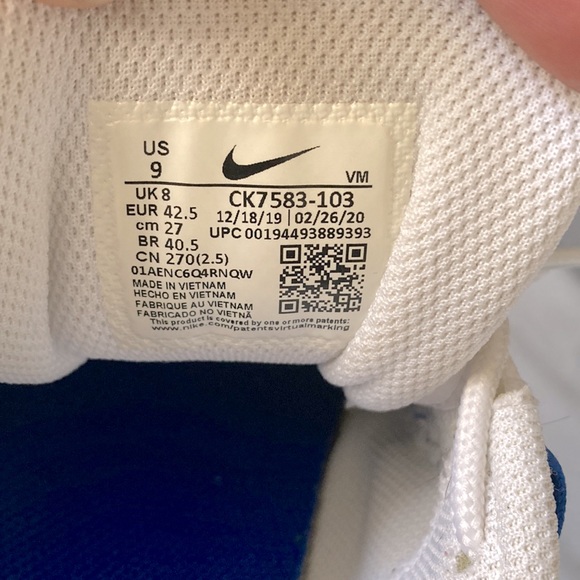 US
9
VM
UK 8
EUR 42.5
cm 27
BR 40.5
CN 270(2.5)
CK7583-103
12/18/19 | 02/26/20
UPC 00194493889393
01AENC6Q4RNQW
MADE IN VIETNAM
HECHO EN VIETNAM
FABRIQUE AU VIETNAM
FABRICADO NO VIETNÃ
This product is covered by one or more patents:
www.nike.com/patentsvirtualmarking